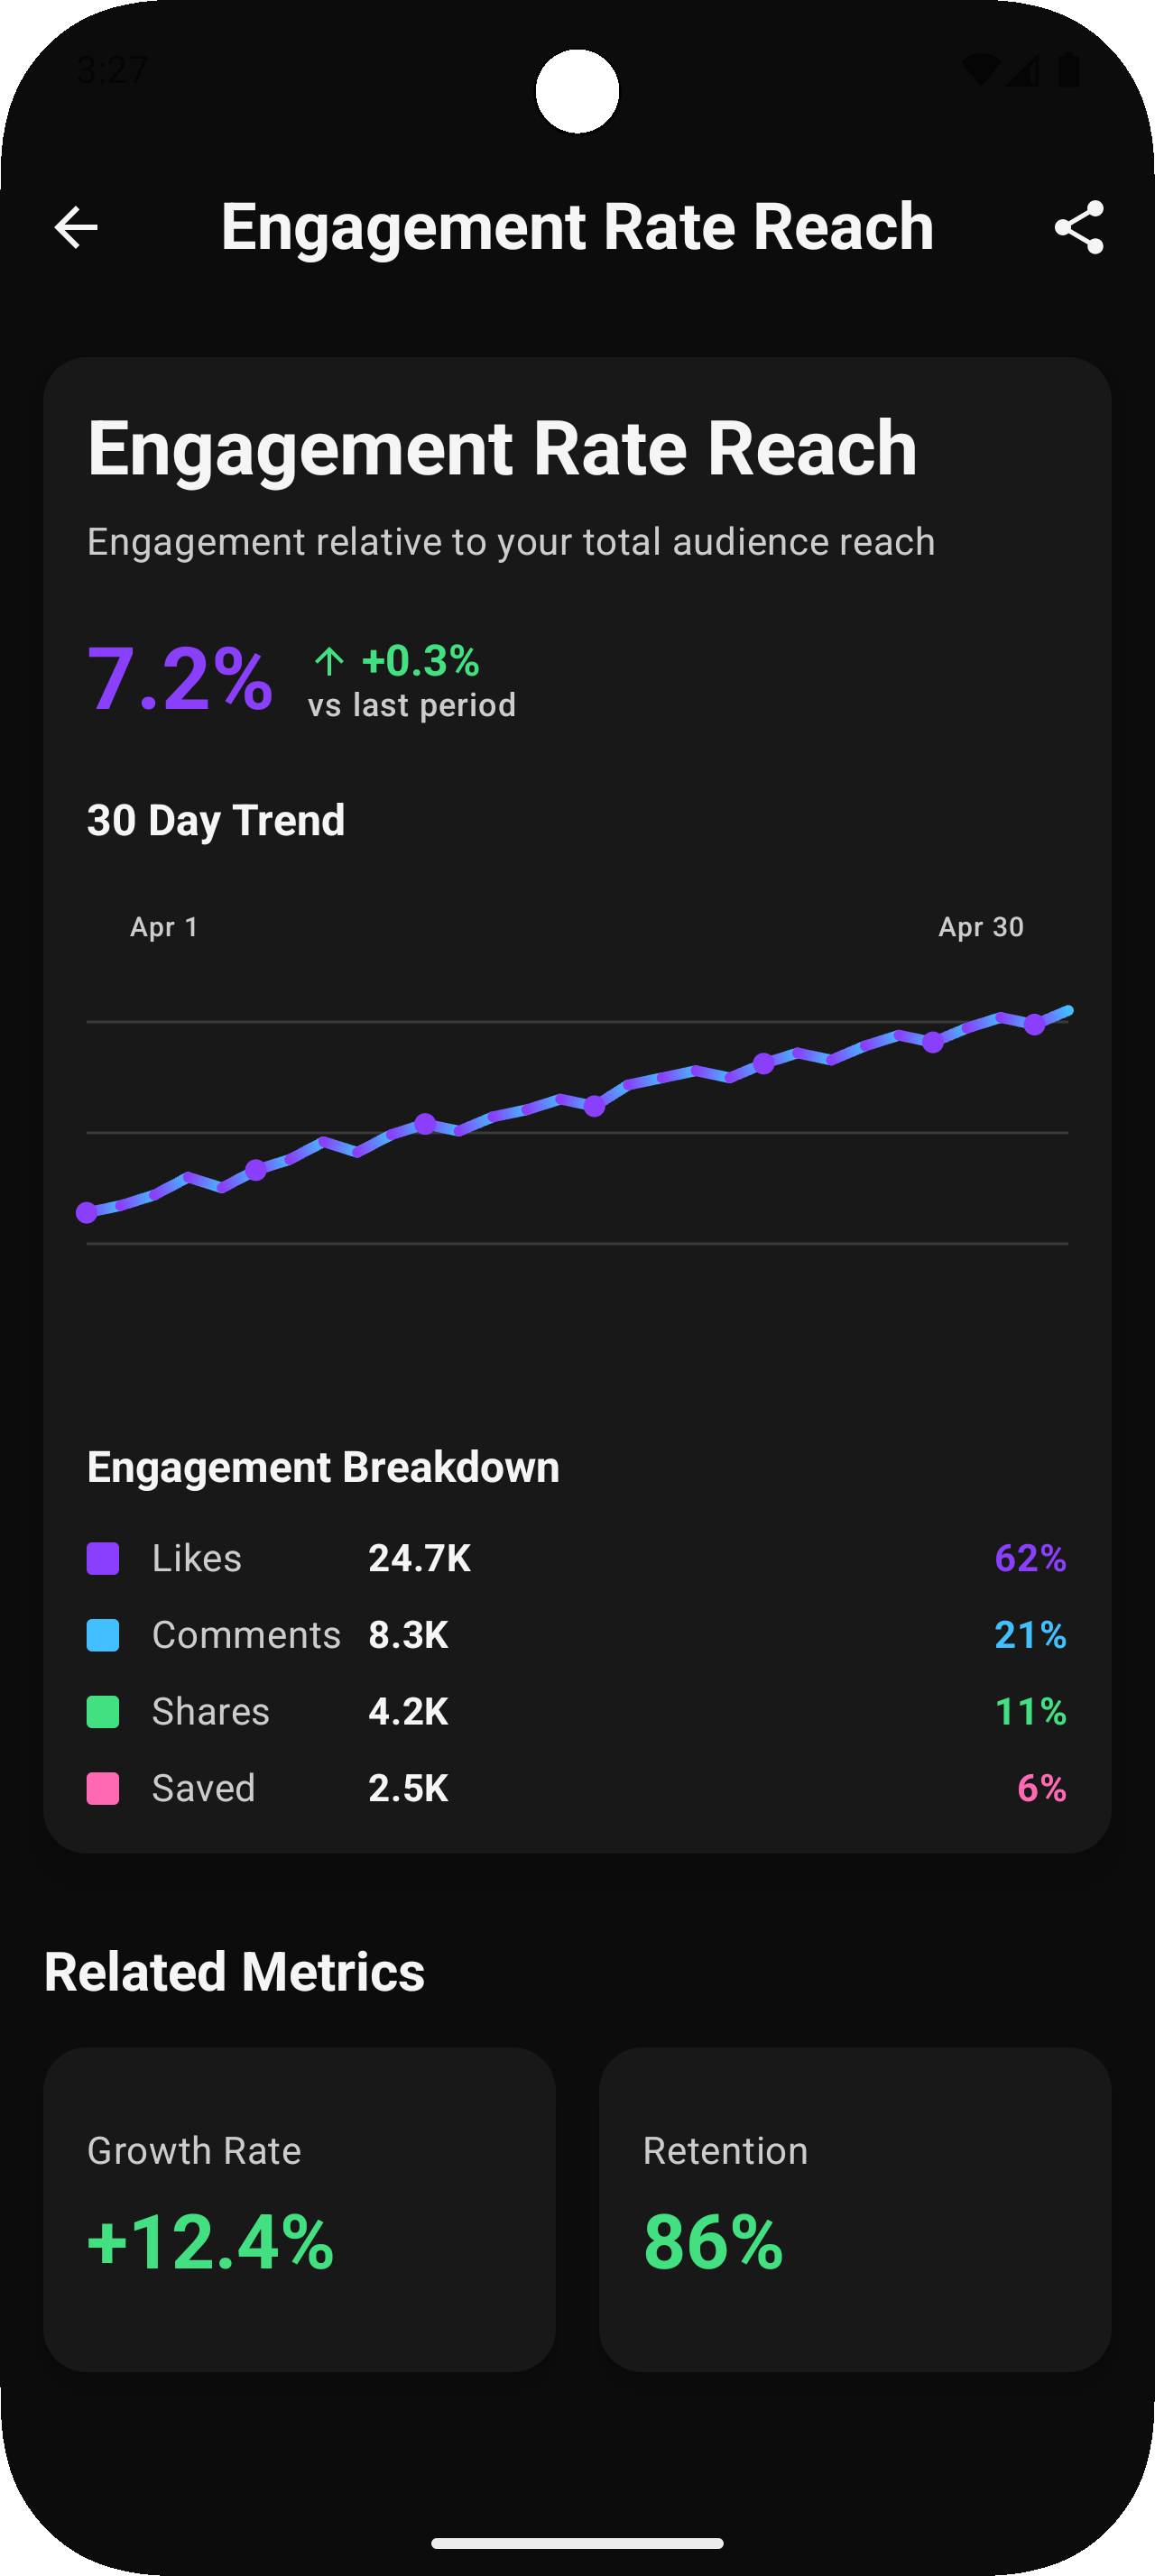 3:27
Engagement Rate Reach
Engagement Rate Reach
Engagement relative to your total audience reach
7.2%
+0.3%
vs last period
30 Day Trend
Apr 1
Apr 30
Engagement Breakdown
Likes 24.7K 62%
Comments 8.3K 21%
Shares 4.2K 11%
Saved 2.5K 6%
Related Metrics
Growth Rate
+12.4%
Retention
86%